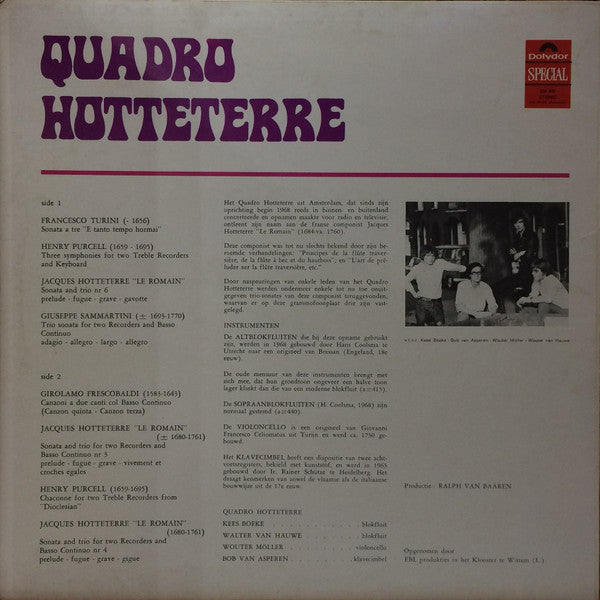 QUADRO
HOTTETERRE
Polydor
SPECIAL
STEREO
side 1
FRANCESCO TURINI (- 1656)
Sonata a tre "E tanto tempo hormai"
HENRY PURCELL (1659 - 1695)
Three symphonies for two Treble Recorders
and Keyboard
JACQUES HOTTETERRE "LE ROMAIN"
Sonata and trio nr 6
prelude - fugue - grave - gavotte
GIUSEPPE SAMMARTINI (± 1693-1770)
Trio sonata for two Recorders and Basso
Continuo
adagio - allegro - largo - allegro
side 2
GIROLAMO FRESCOBALDI (1583-1643)
Canzoni a due canti col Basso Continuo
(Canzon quinta - Canzon terza)
JACQUES HOTTETERRE "LE ROMAIN"
(± 1680-1761)
Sonata and trio for two Recorders and
Basso Continuo nr 3
prelude - fugue - grave - vivement et
croches egales
HENRY PURCELL (1659-1695)
Chaconne for two Treble Recorders from
"Dioclesian"
JACQUES HOTTETERRE "LE ROMAIN"
(1680-1761)
Sonata and trio for two Recorders and
Basso Continuo nr 4
prelude - fugue - grave - gigue
Het Quadro Hotteterre uit Amsterdam, dat sinds zijn
oprichting begin 1968 reeds in binnen- en buitenland
concerteerde en opnamen maakte voor radio en televisie,
ontleent zijn naam aan de franse componist Jacques
Hotteterre "Le Romain" (1684-ca. 1760).
Deze componist was tot nu slechts bekend door zijn be-
roemde verhandelingen: "Principes de la flûte traver-
sière, de la flûte à bec et du hautbois", en "L'art de pré-
luder sur la flûte traversière, etc."
Door naspeuringen van enkele leden van het Quadro
Hotteterre werden ondermeer enkele tot nu toe onuit-
gegeven trio-sonates van deze componist teruggevonden,
waarvan er op deze grammofoonplaat drie zijn vast-
gelegd.
INSTRUMENTEN
De ALTBLOKFLUITEN die bij deze opname gebruikt
zijn, werden in 1968 gebouwd door Hans Coolsma te
Utrecht naar een origineel van Bressan (Engeland, 18e
eeuw).
De oude mensuur van deze instrumenten brengt met
zich mee, dat hun grondtoon ongeveer een halve toon
lager klinkt dan die van een moderne blokfluit (a=415).
De SOPRAANBLOKFLUITEN (H. Coolsma, 1968) zijn
normaal gestemd (a=440).
De VIOLONCELLO is een origineel van Giovanni
Francesco Celionatus uit Turijn en werd ca. 1730 ge-
bouwd.
Het KLAVECIMBEL heeft een dispositie van twee acht-
voetsregisters, bekield met kunststof, en werd in 1963
gebouwd door Ir. Rainer Schütze te Heidelberg. Het
draagt kenmerken van zowel de vlaamse als de italiaanse
bouwwijze uit de 17e eeuw.
QUADRO HOTTETERRE
KEES BOEKE . . . . . . . . . . . . blokfluit
WALTER VAN HAUWE . . . . . . . . blokfluit
WOUTER MÖLLER . . . . . . . . . violoncello
BOB VAN ASPEREN . . . . . . . . klavecimbel
v.l.n.r. Kees Boeke - Bob van Asperen - Wouter Möller - Wouter van Hauwe
Productie : RALPH VAN BAAREN
Opgenomen door
EBL produkties in het Klooster te Wittem (L.)